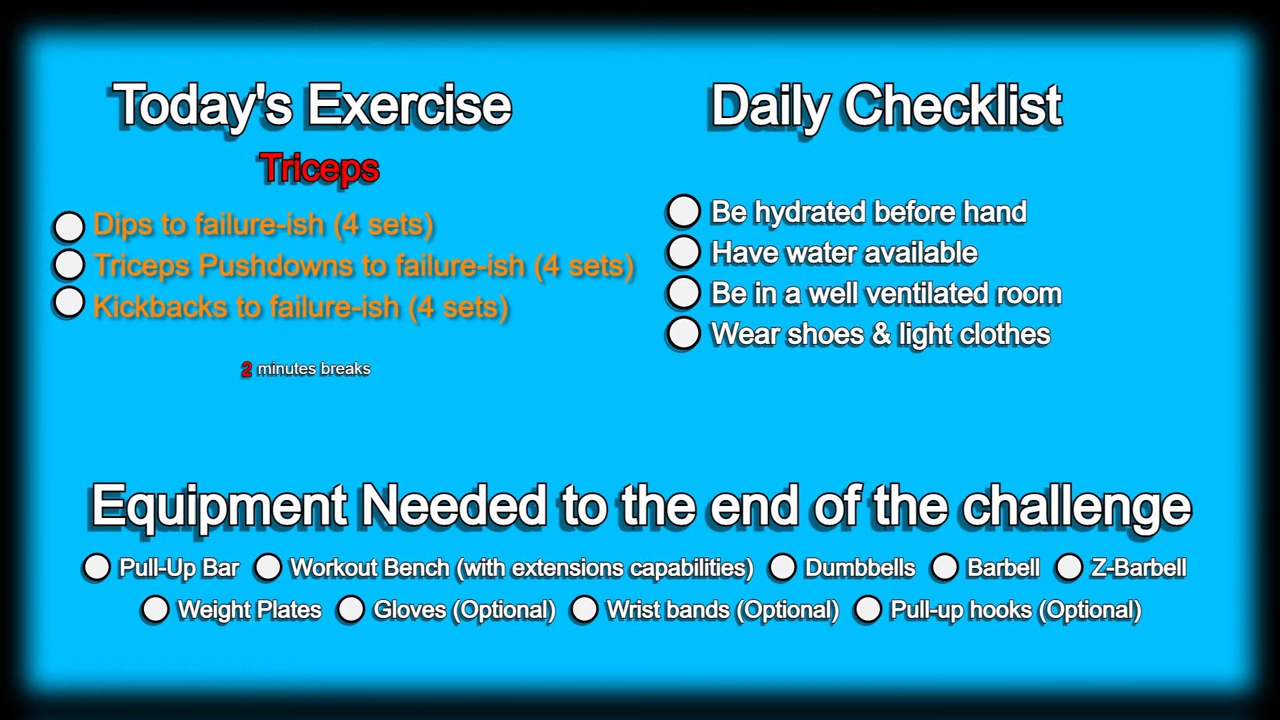 Today's Exercise
Triceps
Dips to failure-ish (4 sets)
Triceps Pushdowns to failure-ish (4 sets)
Kickbacks to failure-ish (4 sets)
2 minutes breaks
Daily Checklist
Be hydrated before hand
Have water available
Be in a well ventilated room
Wear shoes & light clothes
Equipment Needed to the end of the challenge
Pull-Up Bar Workout Bench (with extensions capabilities) Dumbbells Barbell Z-Barbell
Weight Plates Gloves (Optional) Wrist bands (Optional) Pull-up hooks (Optional)